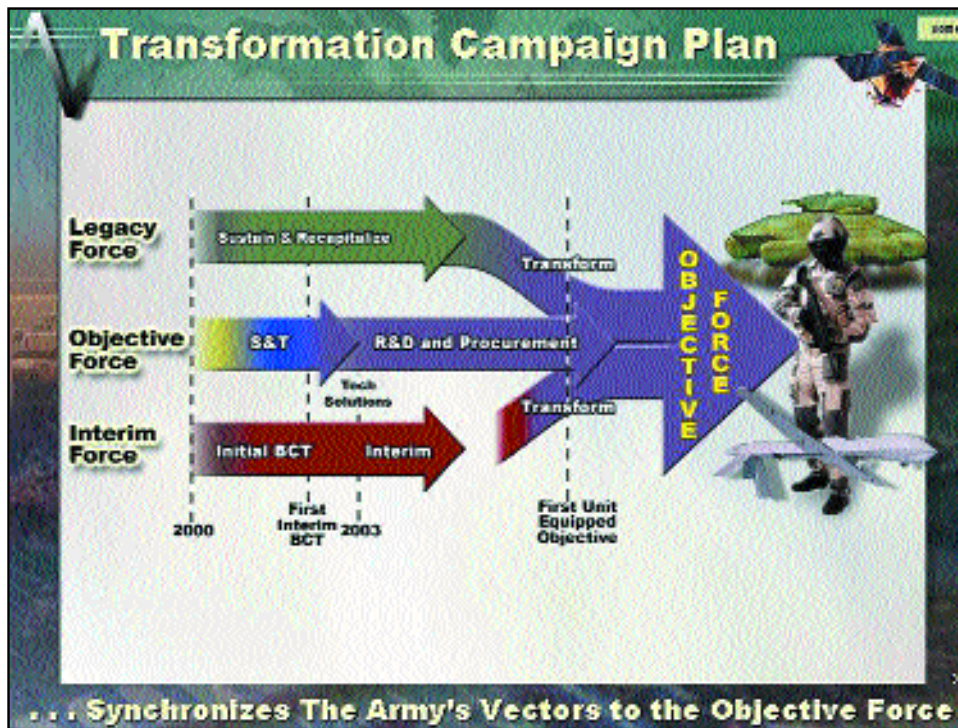 Transformation Campaign Plan
Legacy
Force
Sustain & Recapitalize
Transform
Objective
Force
S&T
R&D and Procurement
Tech
Solutions
Interim
Force
Initial BCT
Interim
Transform
OBJECTIVE
FORCE
2000
First
Interim
BCT
2003
First Unit
Equipped
Objective
. . . Synchronizes The Army's Vectors to the Objective Force